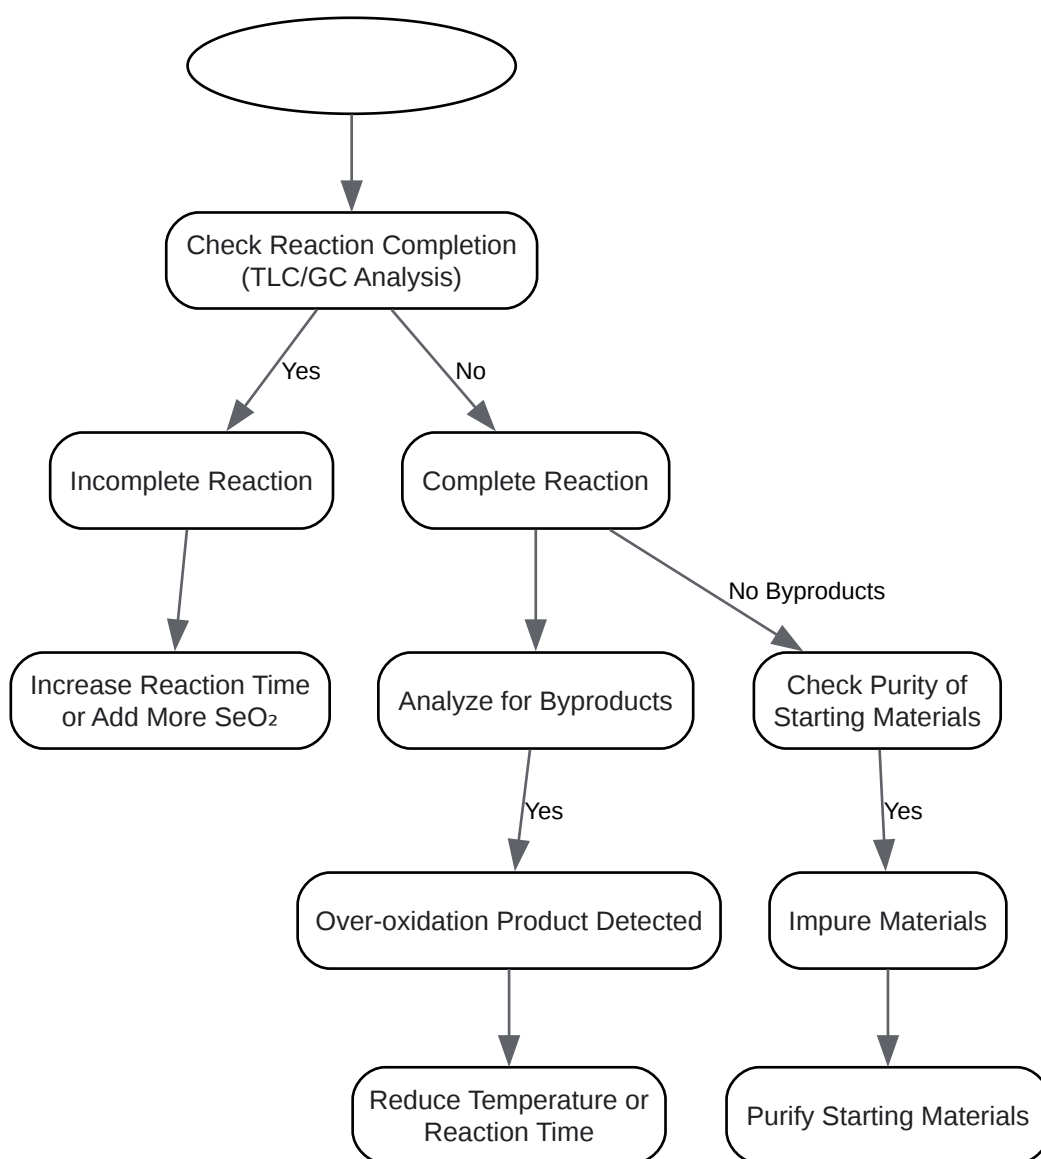 Check Reaction Completion
(TLC/GC Analysis)
Yes
No
Incomplete Reaction
Complete Reaction
No Byproducts
Increase Reaction Time
or Add More SeO₂
Analyze for Byproducts
Check Purity of
Starting Materials
Yes
Yes
Over-oxidation Product Detected
Impure Materials
Reduce Temperature or
Reaction Time
Purify Starting Materials